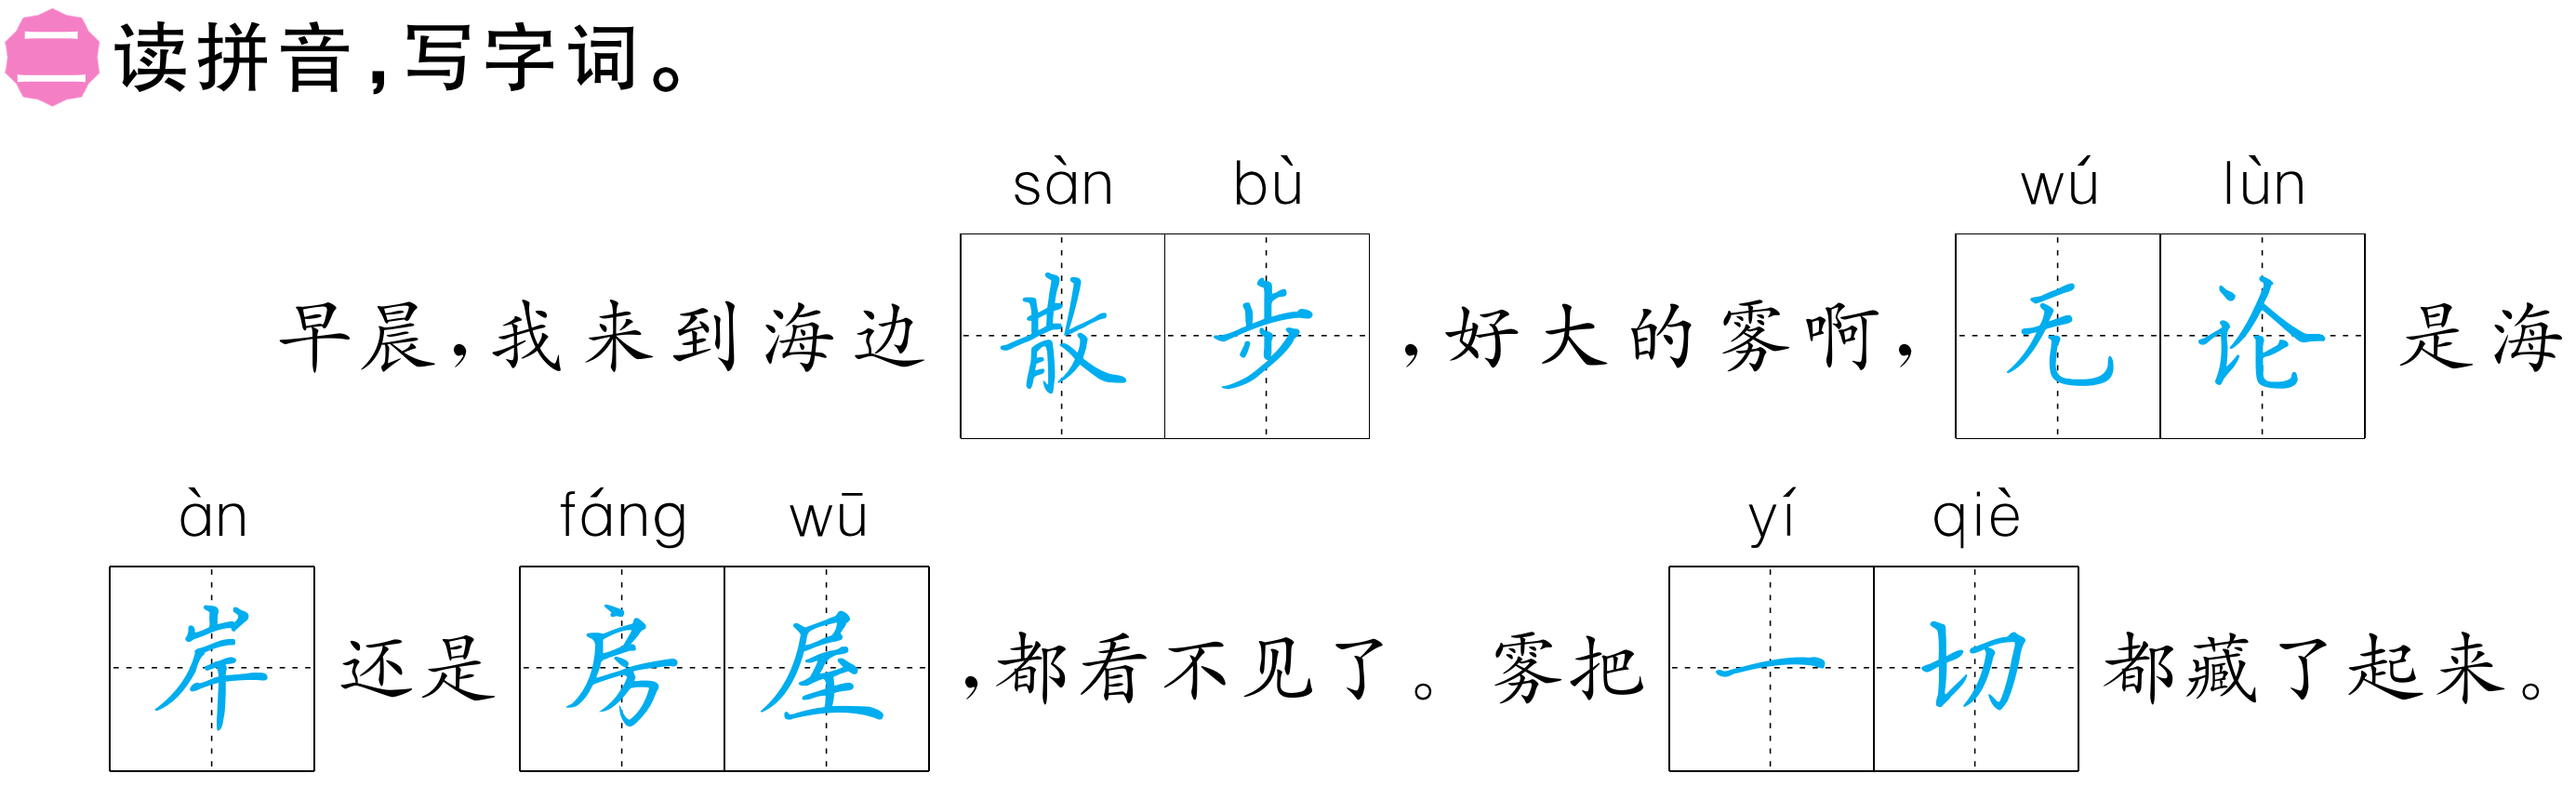 二 读拼音,写字词。
sàn bù wú lùn
早晨,我来到海边散步,好大的雾啊,无论是海
àn fáng wū yí qiè
岸还是房屋,都看不见了。雾把一切都藏了起来。